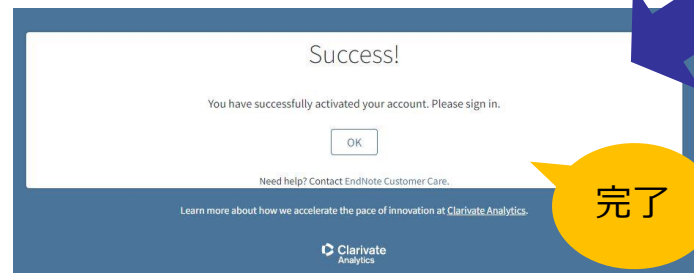 Success!
You have successfully activated your account. Please sign in.
OK
Need help? Contact EndNote Customer Care.
完了
Learn more about how we accelerate the pace of innovation at Clarivate Analytics.
Clarivate
Analytics